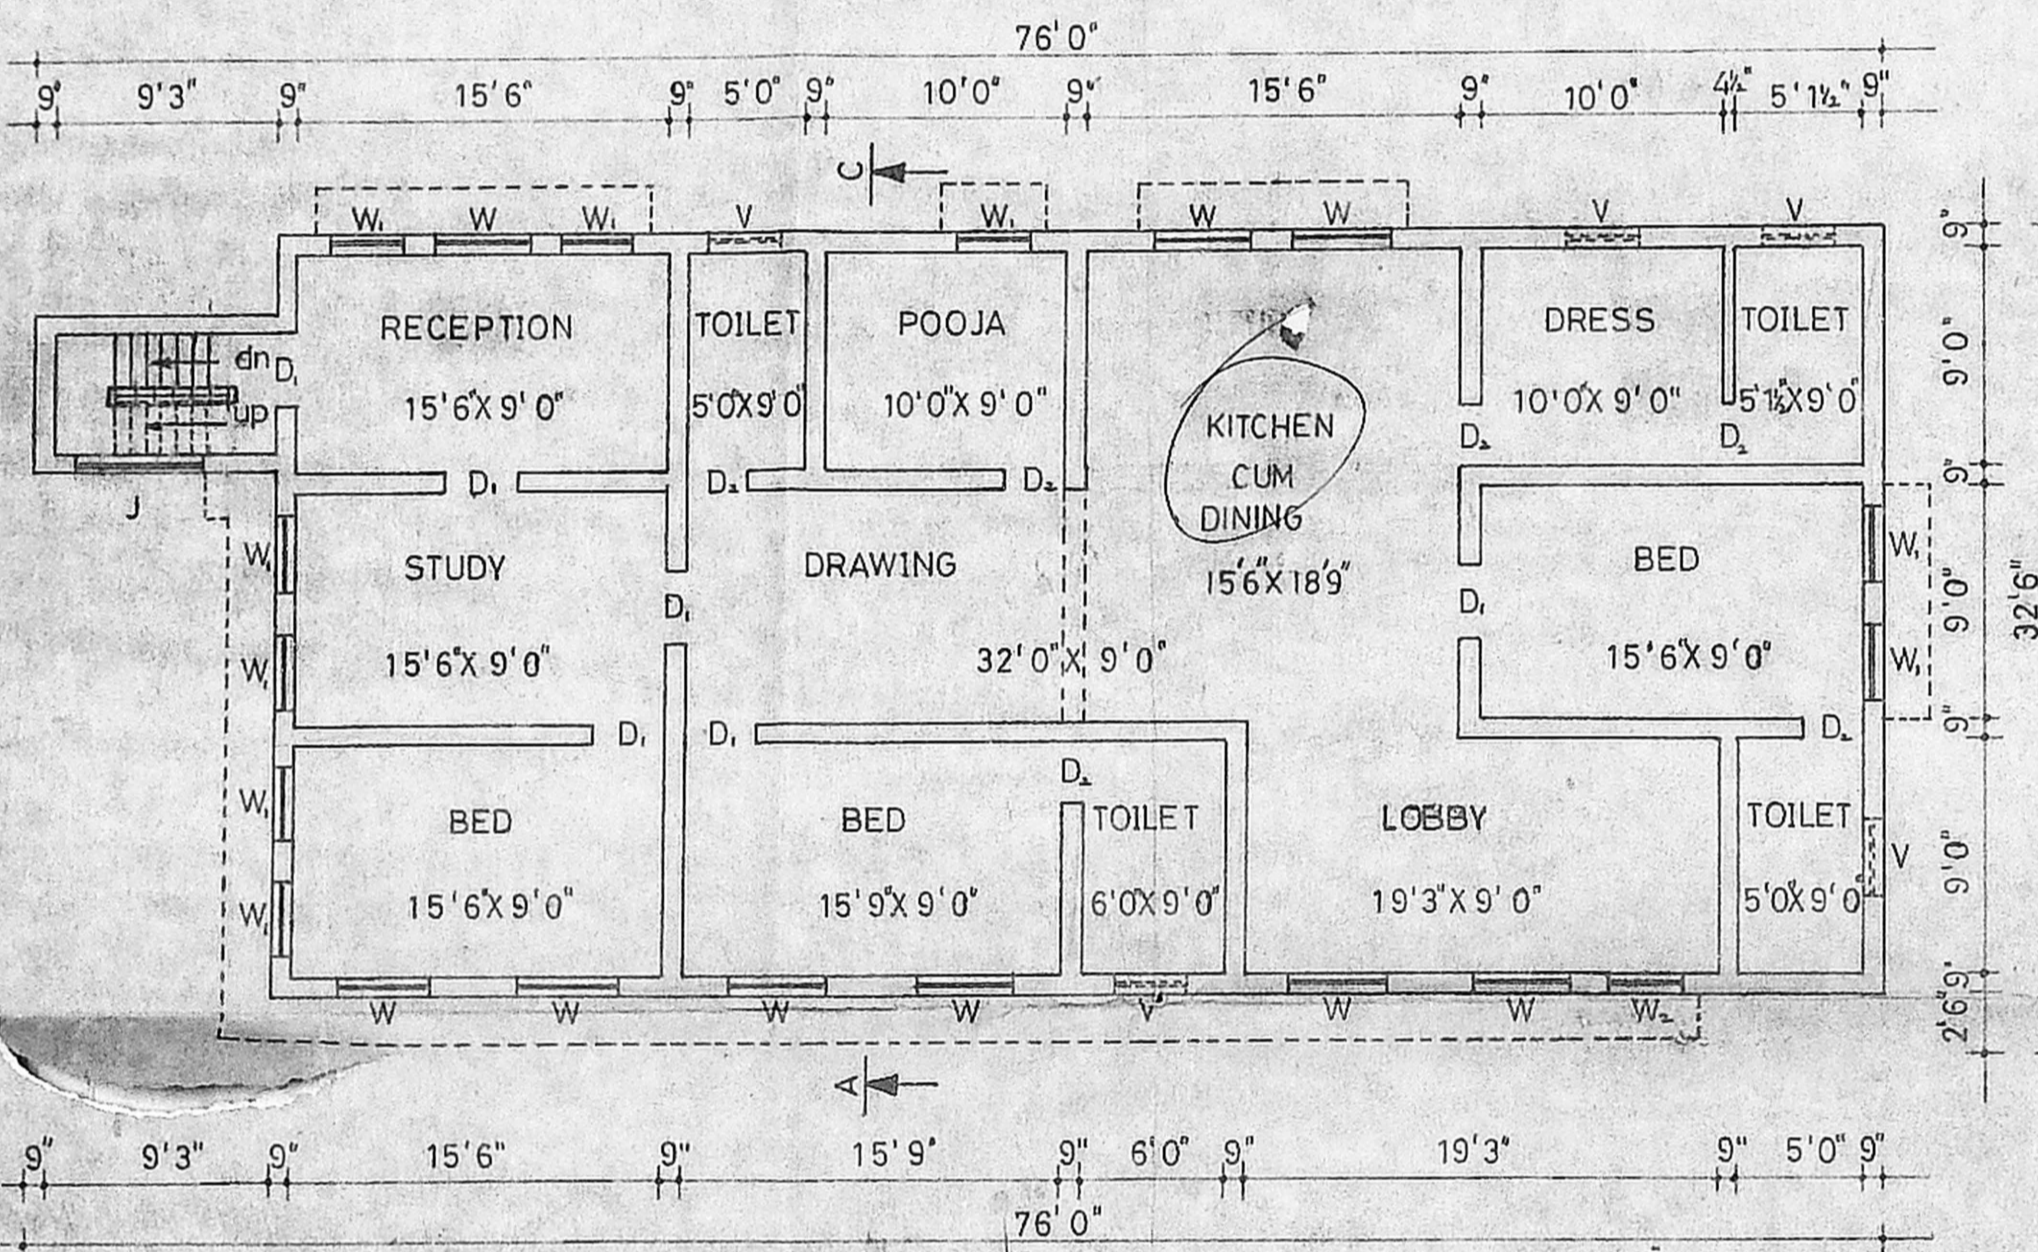 76'0"
9" 9'3" 9" 15'6" 9" 5'0" 9" 10'0" 9" 15'6" 9" 10'0" 4½" 5'1½" 9"
C
W₁ W W₁ V W₁ W W V V
9"
RECEPTION TOILET POOJA DRESS TOILET
dn D₁
9'0"
15'6"X 9'0" 5'0"X9'0" 10'0"X 9'0" 10'0"X 9'0" 5'1½"X9'0"
up
KITCHEN
CUM
DINING
15'6"X18'9"
D₂ D₂
D₁ D₂ D₂
9"
J
W₁ STUDY DRAWING BED W₁
D₁ D₁
9'0"
32'6"
W₁ 15'6"X 9'0" 32'0"X 9'0" 15'6"X 9'0" W₁
D₁ D₁ D₂
9"
D₂
W₁ BED BED TOILET LOBBY TOILET
V
9'0"
W₁ 15'6"X9'0" 15'9"X9'0" 6'0"X9'0" 19'3"X9'0" 5'0"X9'0"
W W W W V W W W₂
9"
2'6"
A
9" 9'3" 9" 15'6" 9" 15'9" 9" 6'0" 9" 19'3" 9" 5'0" 9"
76'0"